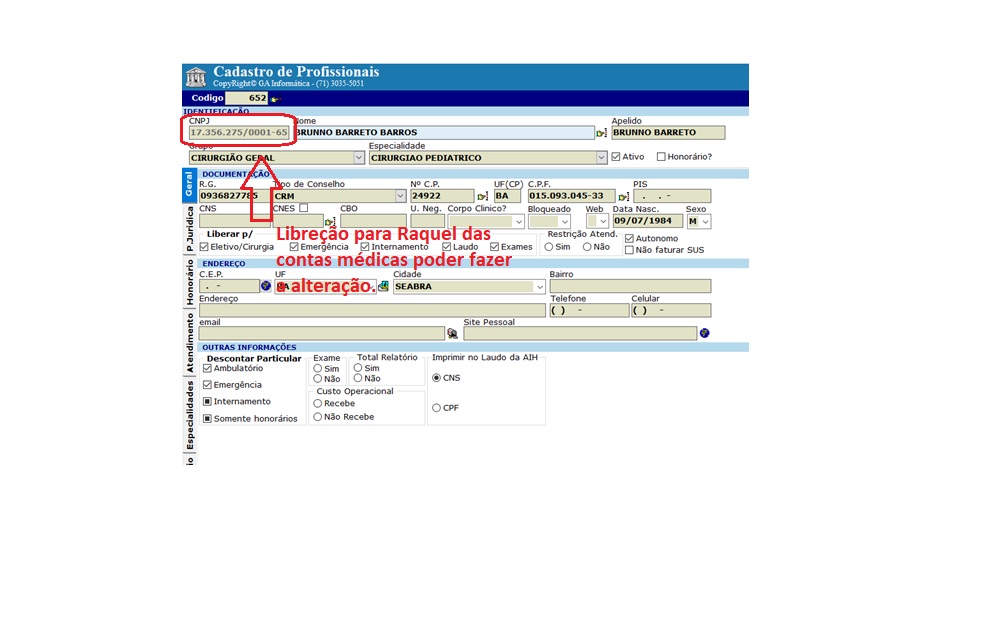 Cadastro de Profissionais
CopyRight© GA Informática - (71) 3035-5051
Codigo 652
IDENTIFICAÇÃO
CNPJ Nome Apelido
17.356.275/0001-65 BRUNNO BARRETO BARROS BRUNNO BARRETO
Grupo Especialidade
CIRURGIÃO GERAL CIRURGIAO PEDIATRICO Ativo Honorário?
DOCUMENTAÇÃO
R.G. Tipo de Conselho Nº C.P. UF(CP) C.P.F. PIS
0936827785 CRM 24922 BA 015.093.045-33 . . -
CNS CNES CBO U. Neg. Corpo Clinico? Bloqueado Web Data Nasc. Sexo
09/07/1984 M
Liberar p/ Restrição Atend. Autonomo
Eletivo/Cirurgia Emergência Internamento Laudo Exames Sim Não Não faturar SUS
Libreção para Raquel das
contas médicas poder fazer
a alteração.
ENDEREÇO
C.E.P. UF Cidade Bairro
. - BA SEABRA
Endereço Telefone Celular
( ) - ( ) -
email Site Pessoal
OUTRAS INFORMAÇÕES
Descontar Particular Exame Total Relatório Imprimir no Laudo da AIH
Ambulatório Sim Sim
Não Não CNS
Emergência
Custo Operacional
Internamento Recebe CPF
Somente honorários Não Recebe
Geral
P.Jurídica
Honorário
Atendimento
Especialidades
io